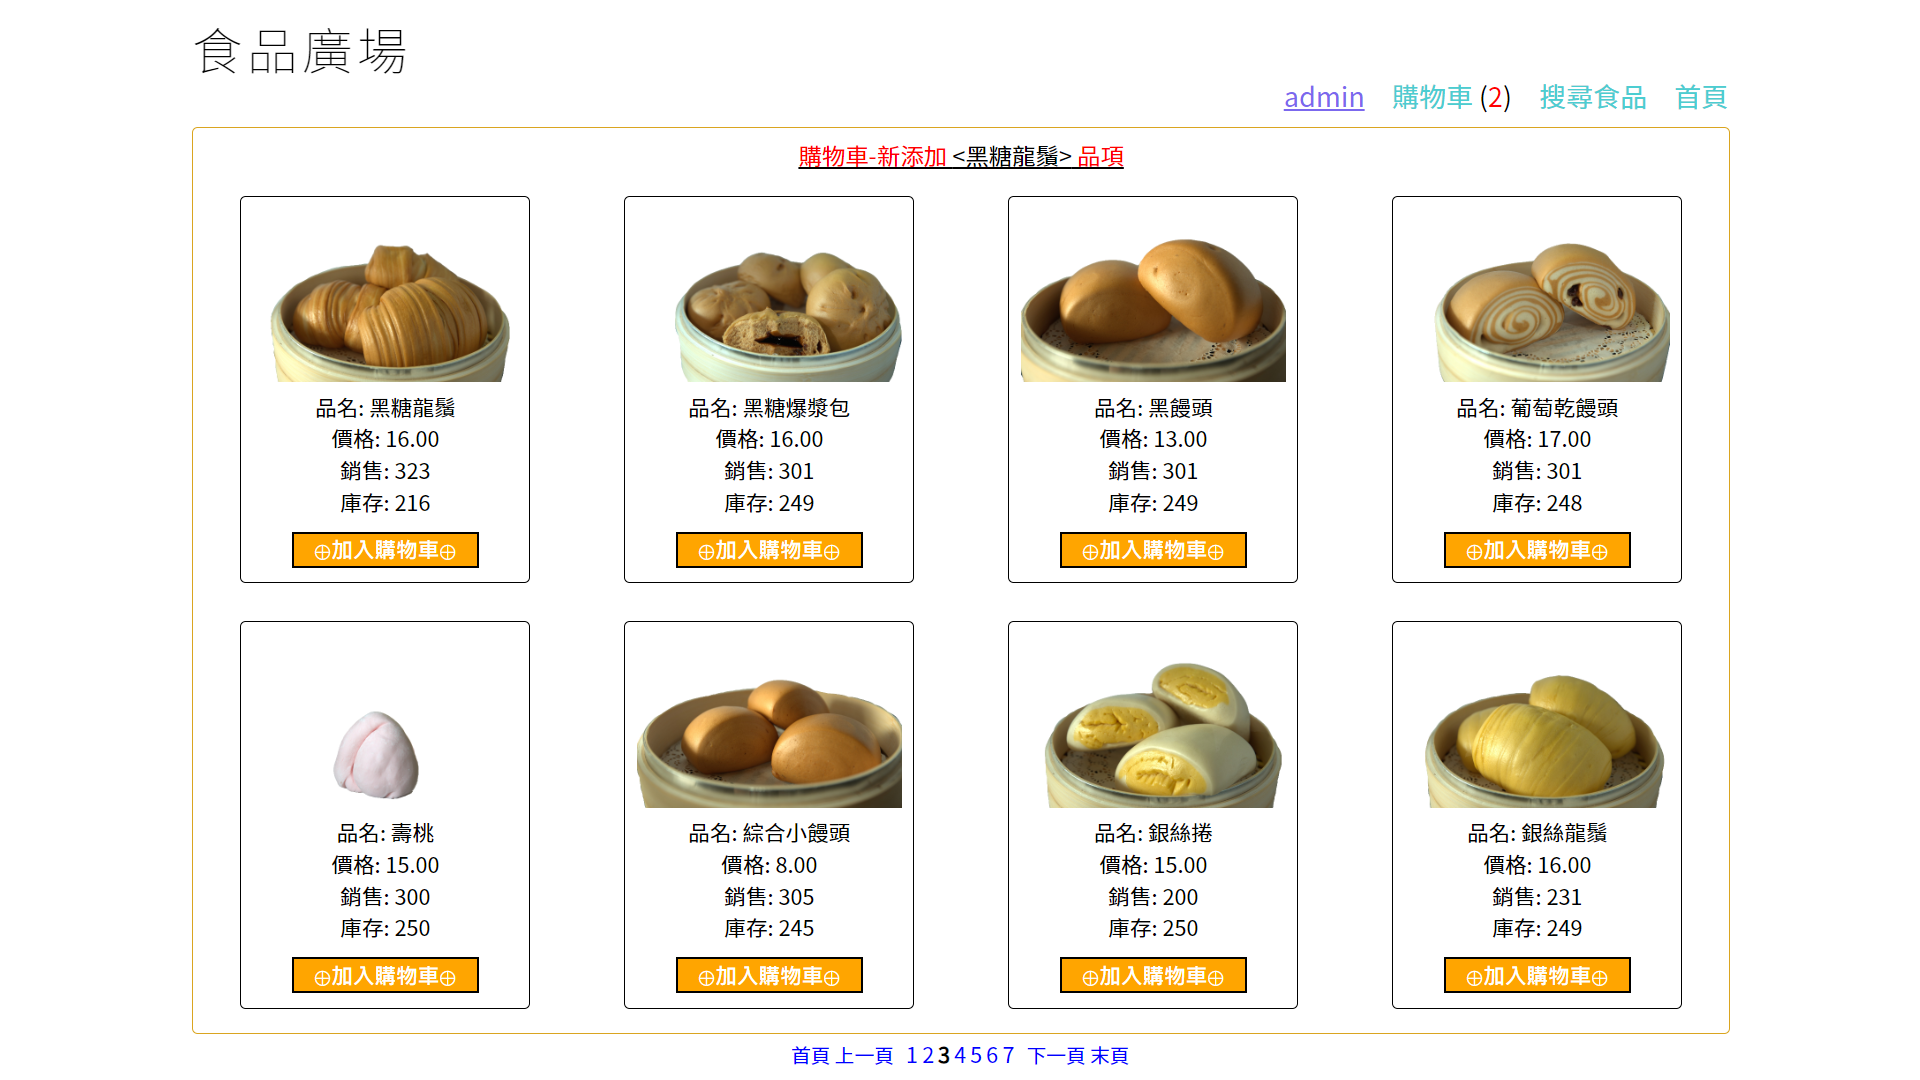 食品廣場
admin 購物車 (2) 搜尋食品 首頁
購物車-新添加 <黑糖龍鬚> 品項
品名: 黑糖龍鬚
價格: 16.00
銷售: 323
庫存: 216
⊕加入購物車⊕
品名: 黑糖爆漿包
價格: 16.00
銷售: 301
庫存: 249
⊕加入購物車⊕
品名: 黑饅頭
價格: 13.00
銷售: 301
庫存: 249
⊕加入購物車⊕
品名: 葡萄乾饅頭
價格: 17.00
銷售: 301
庫存: 248
⊕加入購物車⊕
品名: 壽桃
價格: 15.00
銷售: 300
庫存: 250
⊕加入購物車⊕
品名: 綜合小饅頭
價格: 8.00
銷售: 305
庫存: 245
⊕加入購物車⊕
品名: 銀絲捲
價格: 15.00
銷售: 200
庫存: 250
⊕加入購物車⊕
品名: 銀絲龍鬚
價格: 16.00
銷售: 231
庫存: 249
⊕加入購物車⊕
首頁 上一頁 1 2 3 4 5 6 7 下一頁 末頁